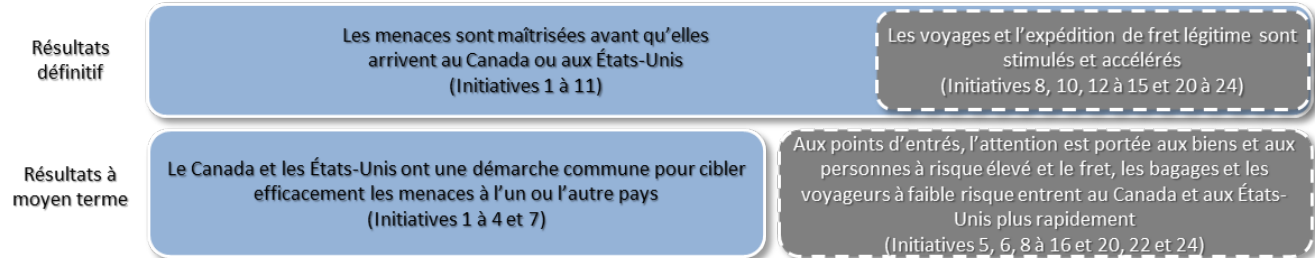 Résultats
définitif
Les menaces sont maîtrisées avant qu'elles
arrivent au Canada ou aux États-Unis
(Initiatives 1 à 11)
Les voyages et l'expédition de fret légitime sont
stimulés et accélérés
(Initiatives 8, 10, 12 à 15 et 20 à 24)
Résultats à
moyen terme
Le Canada et les États-Unis ont une démarche commune pour cibler
efficacement les menaces à l'un ou l'autre pays
(Initiatives 1 à 4 et 7)
Aux points d'entrés, l'attention est portée aux biens et aux
personnes à risque élevé et le fret, les bagages et les
voyageurs à faible risque entrent au Canada et aux États-
Unis plus rapidement
(Initiatives 5, 6, 8 à 16 et 20, 22 et 24)